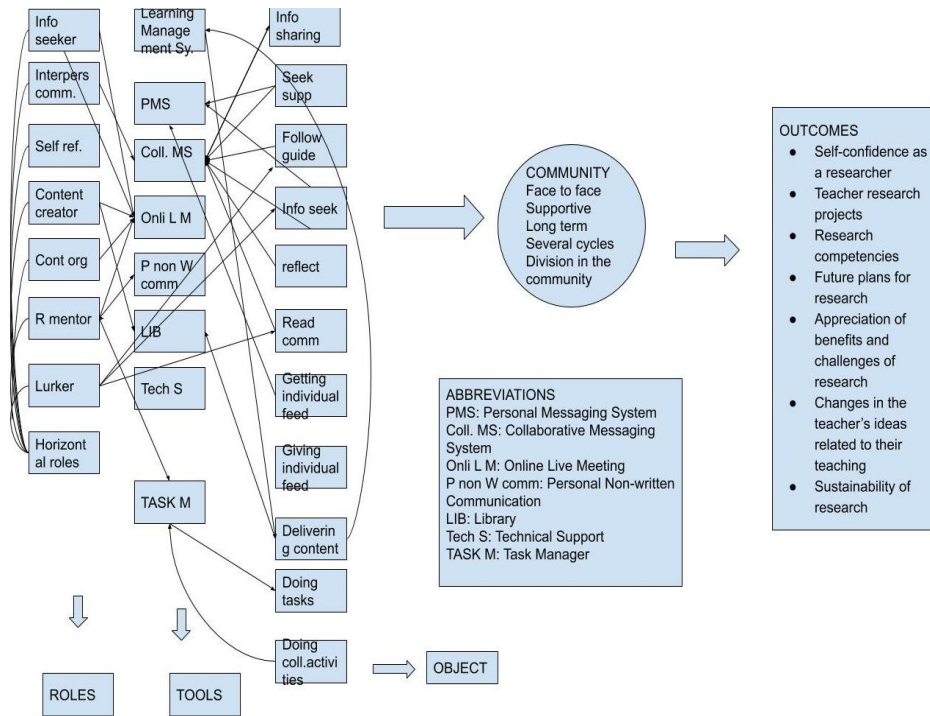 Info
seeker
Interpers
comm.
Self ref.
Content
creator
Cont org
R mentor
Lurker
Horizont
al roles
ROLES
Learning
Manage
ment Sy.
PMS
Coll. MS
Onli L M
P non W
comm
LIB
Tech S
TASK M
TOOLS
Info
sharing
Seek
supp
Follow
guide
Info seek
reflect
Read
comm
Getting
individual
feed
Giving
individual
feed
Deliverin
g content
Doing
tasks
Doing
coll.activi
ties
OBJECT
COMMUNITY
Face to face
Supportive
Long term
Several cycles
Division in the
community
ABBREVIATIONS
PMS: Personal Messaging System
Coll. MS: Collaborative Messaging
System
Onli L M: Online Live Meeting
P non W comm: Personal Non-written
Communication
LIB: Library
Tech S: Technical Support
TASK M: Task Manager
OUTCOMES
● Self-confidence as
a researcher
● Teacher research
projects
● Research
competencies
● Future plans for
research
● Appreciation of
benefits and
challenges of
research
● Changes in the
teacher's ideas
related to their
teaching
● Sustainability of
research